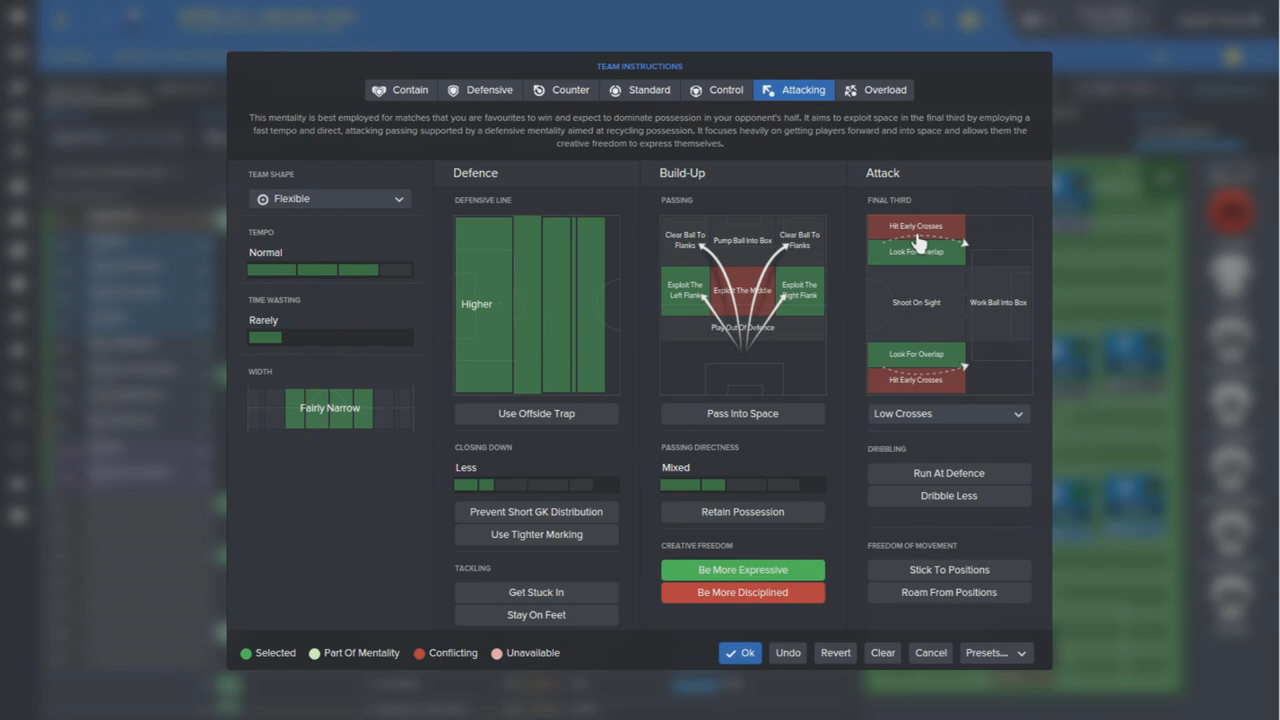 TEAM INSTRUCTIONS
Contain
Defensive
Counter
Standard
Control
Attacking
Overload
This mentality is best employed for matches that you are favourites to win and expect to dominate possession in your opponent's half. It aims to exploit space in the final third by employing a
fast tempo and direct, attacking passing supported by a defensive mentality aimed at recycling possession. It focuses heavily on getting players forward and into space and allows them the
creative freedom to express themselves.
TEAM SHAPE
Flexible
TEMPO
Normal
TIME WASTING
Rarely
WIDTH
Fairly Narrow
Defence
DEFENSIVE LINE
Higher
Use Offside Trap
CLOSING DOWN
Less
Prevent Short GK Distribution
Use Tighter Marking
TACKLING
Get Stuck In
Stay On Feet
Build-Up
PASSING
Clear Ball To
Flanks
Pump Ball Into Box
Clear Ball To
Flanks
Exploit The
Left Flank
Exploit The Middle
Exploit The
Right Flank
Play Out Of Defence
Pass Into Space
PASSING DIRECTNESS
Mixed
Retain Possession
CREATIVE FREEDOM
Be More Expressive
Be More Disciplined
Attack
FINAL THIRD
Hit Early Crosses
Look For Overlap
Shoot On Sight
Work Ball Into Box
Look For Overlap
Hit Early Crosses
Low Crosses
DRIBBLING
Run At Defence
Dribble Less
FREEDOM OF MOVEMENT
Stick To Positions
Roam From Positions
Selected
Part Of Mentality
Conflicting
Unavailable
Ok
Undo
Revert
Clear
Cancel
Presets...